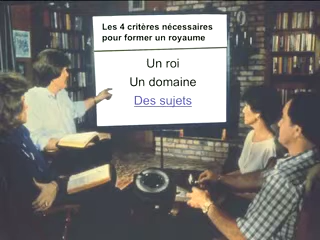 Les 4 critères nécessaires
pour former un royaume
Un roi
Un domaine
Des sujets